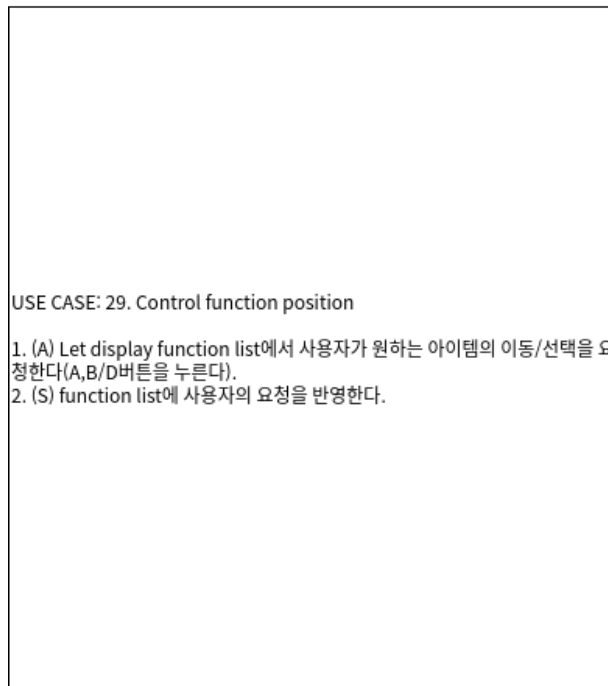 USE CASE: 29. Control function position
1. (A) Let display function list에서 사용자가 원하는 아이템의 이동/선택을 요
청한다(A,B/D버튼을 누른다).
2. (S) function list에 사용자의 요청을 반영한다.